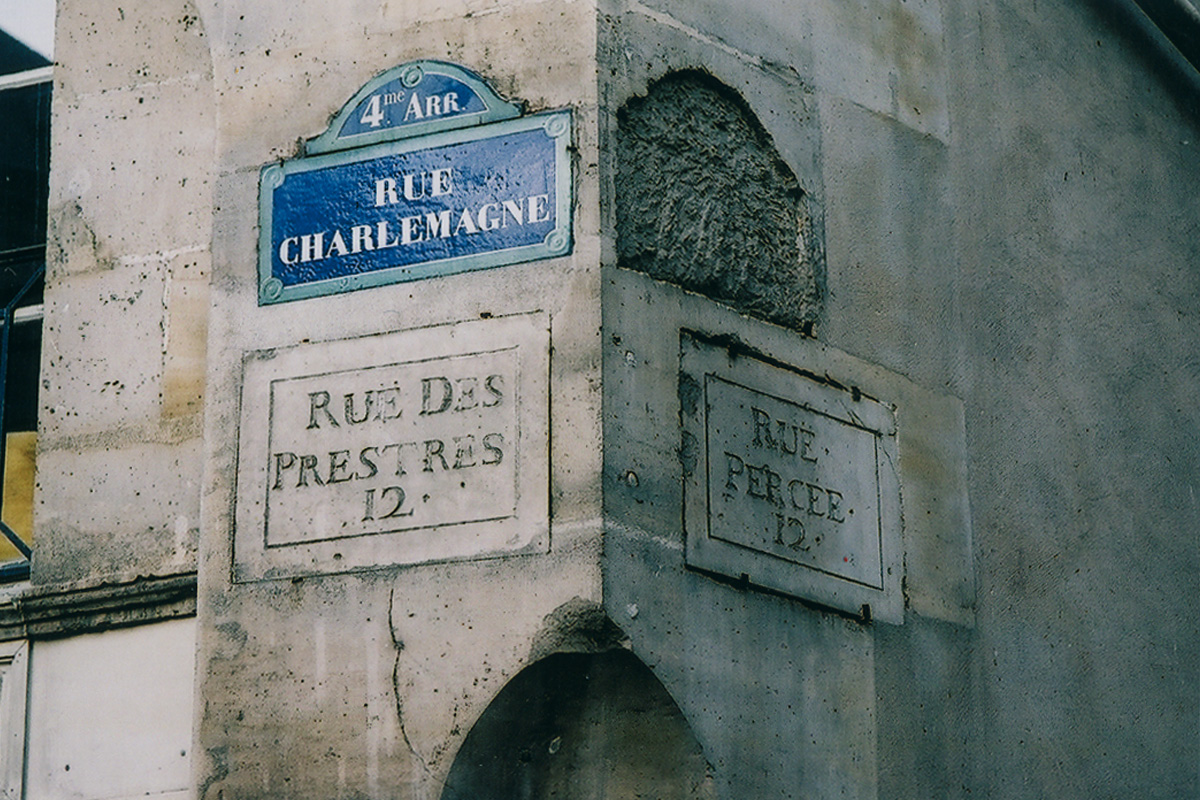 4me ARR.
RUE
CHARLEMAGNE
RUE DES
PRESTRES
12.
RUE.
PERCÉE.
12.